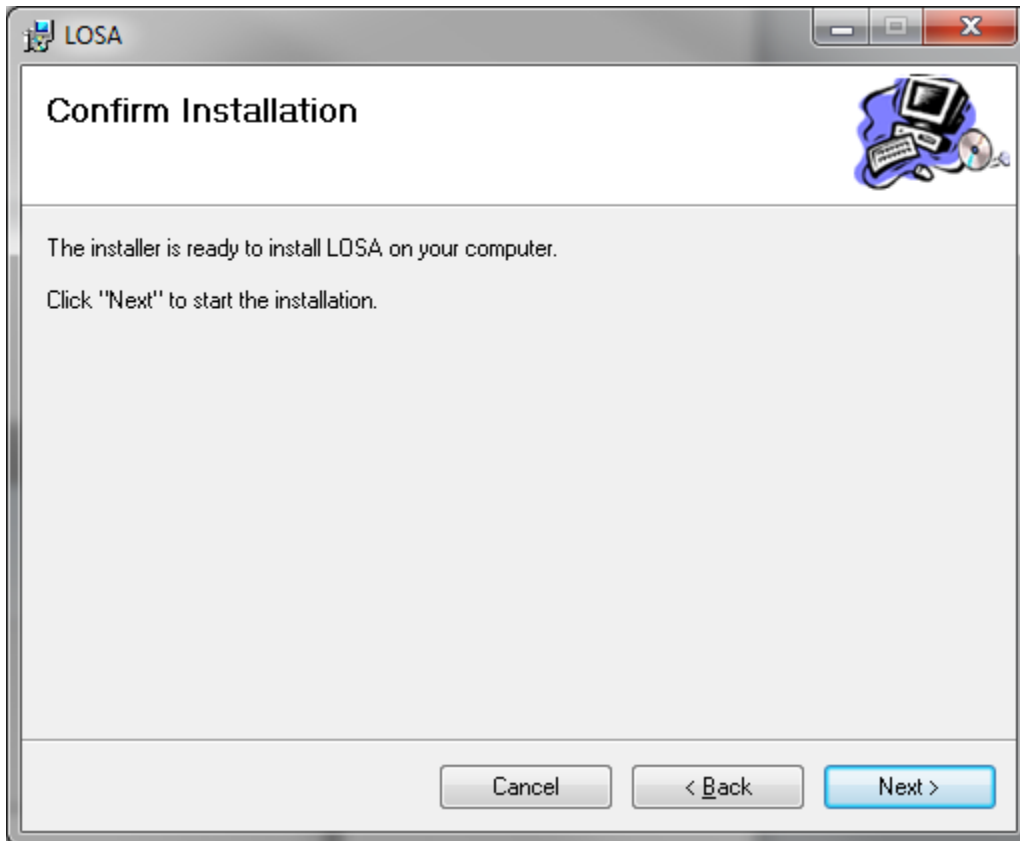 LOSA
Confirm Installation
The installer is ready to install LOSA on your computer.
Click "Next" to start the installation.
Cancel
< Back
Next >